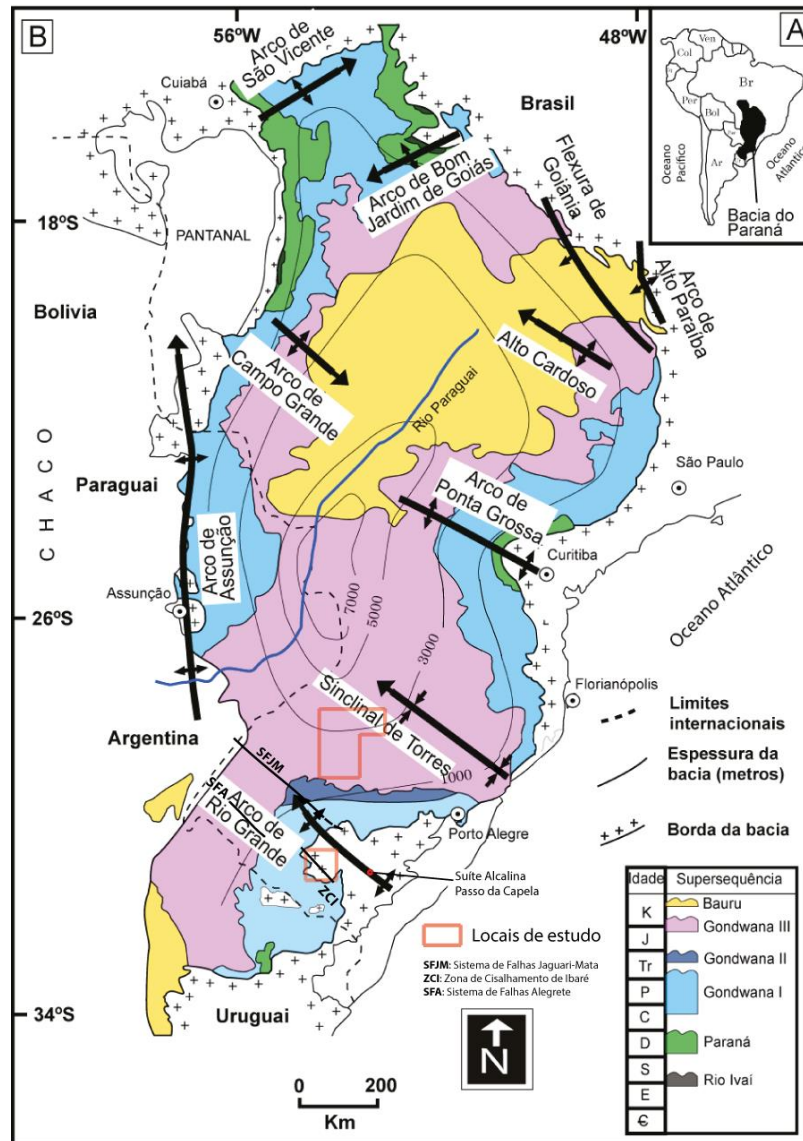 B
56ºW
48ºW
A
Arco de
São Vicente
Cuiabá
Brasil
Ven
Col
Br
Per
Bol
Ar
Oceano
Pacífico
Oceano
Atlântico
Bacia do
Paraná
Arco de Bom
Jardim de Goiás
Flexura de
Goiânia
18ºS
PANTANAL
Arco de
Alto Paraíba
Bolivia
Arco de
Campo Grande
Alto Cardoso
Rio Paraguai
CHACO
Paraguai
São Paulo
Arco de
Ponta Grossa
Arco de
Assunção
Curitiba
Assunção
7000
5000
3000
26ºS
Oceano Atlântico
Florianópolis
Sinclinal de Torres
1000
Argentina
SFJM
SFA
Arco de
Rio Grande
Porto Alegre
ZCI
Suíte Alcalina
Passo da Capela
Limites
internacionais
Espessura da
bacia (metros)
Borda da bacia
Locais de estudo
SFJM: Sistema de Falhas Jaguari-Mata
ZCI: Zona de Cisalhamento de Ibaré
SFA: Sistema de Falhas Alegrete
34ºS
Uruguai
N
0 200
Km
Idade Supersequência
K Bauru
J Gondwana III
Tr Gondwana II
P Gondwana I
C
D Paraná
S
E Rio Ivaí
Ꞓ